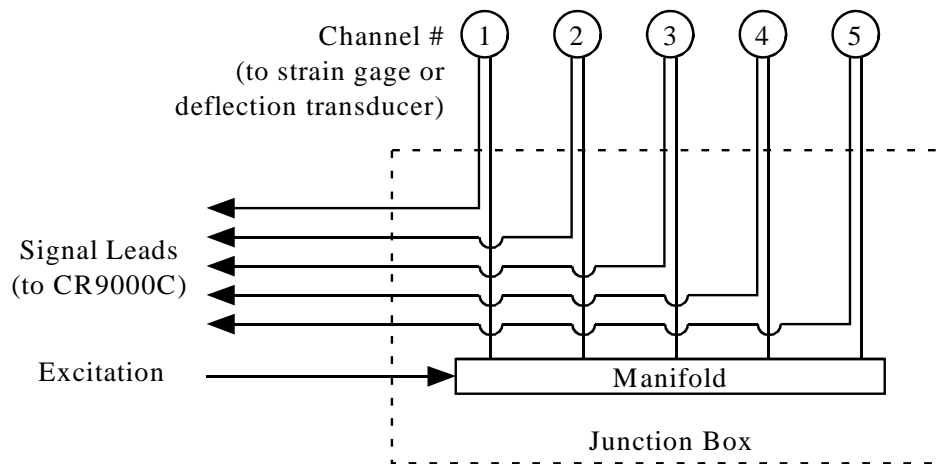 Channel #
(to strain gage or
deflection transducer)
1
2
3
4
5
Signal Leads
(to CR9000C)
Excitation
Manifold
Junction Box